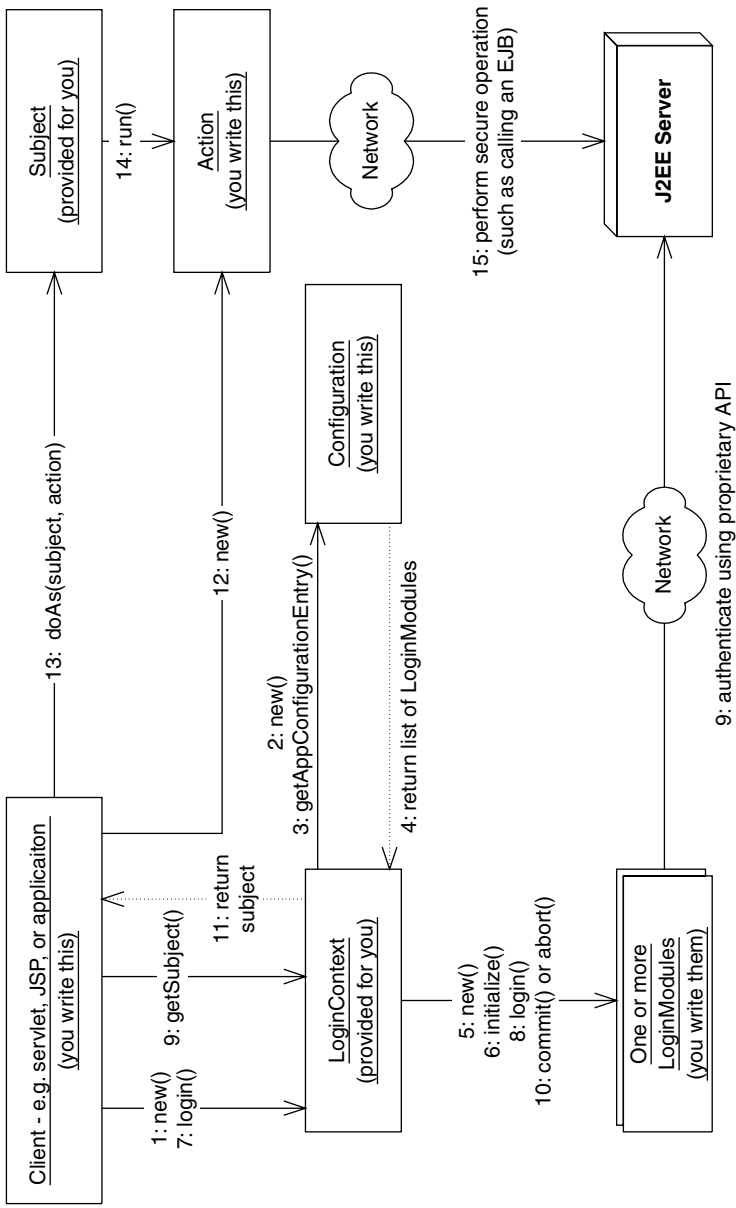 Client - e.g. servlet, JSP, or applicaiton
(you write this)
13:  doAs(subject, action)
Subject
(provided for you)
1: new()
7: login()
9: getSubject()
11: return
subject
12: new()
14: run()
Action
(you write this)
LoginContext
(provided for you)
2: new()
3: getAppConfigurationEntry()
4: return list of LoginModules
Configuration
(you write this)
Network
5: new()
6: initialize()
8: login()
10: commit() or abort()
15: perform secure operation
(such as calling an EJB)
One or more
LoginModules
(you write them)
Network
9: authenticate using proprietary API
J2EE Server